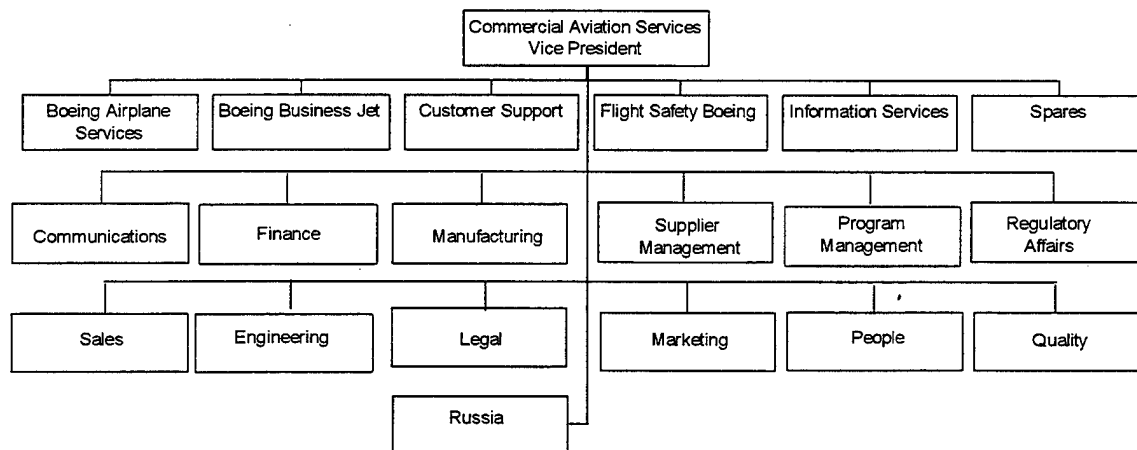 Commercial Aviation Services
Vice President
Boeing Airplane
Services
Boeing Business Jet
Customer Support
Flight Safety Boeing
Information Services
Spares
Communications
Finance
Manufacturing
Supplier
Management
Program
Management
Regulatory
Affairs
Sales
Engineering
Legal
Marketing
People
Quality
Russia